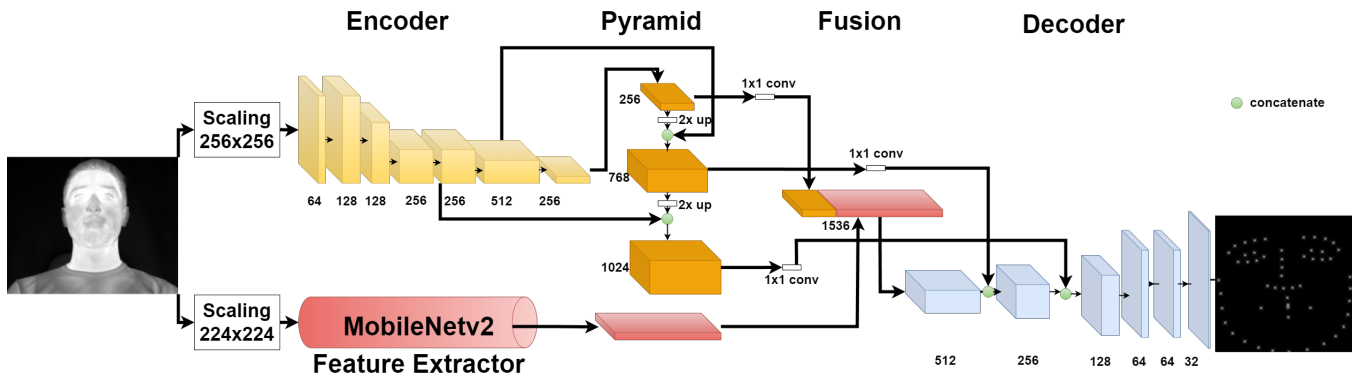 Encoder
Pyramid
Fusion
Decoder
1x1 conv
256
concatenate
2x up
Scaling
256x256
1x1 conv
768
64
128
128
256
256
512
256
2x up
1536
1024
1x1 conv
Scaling
224x224
MobileNetv2
Feature Extractor
512
256
128
64
64
32